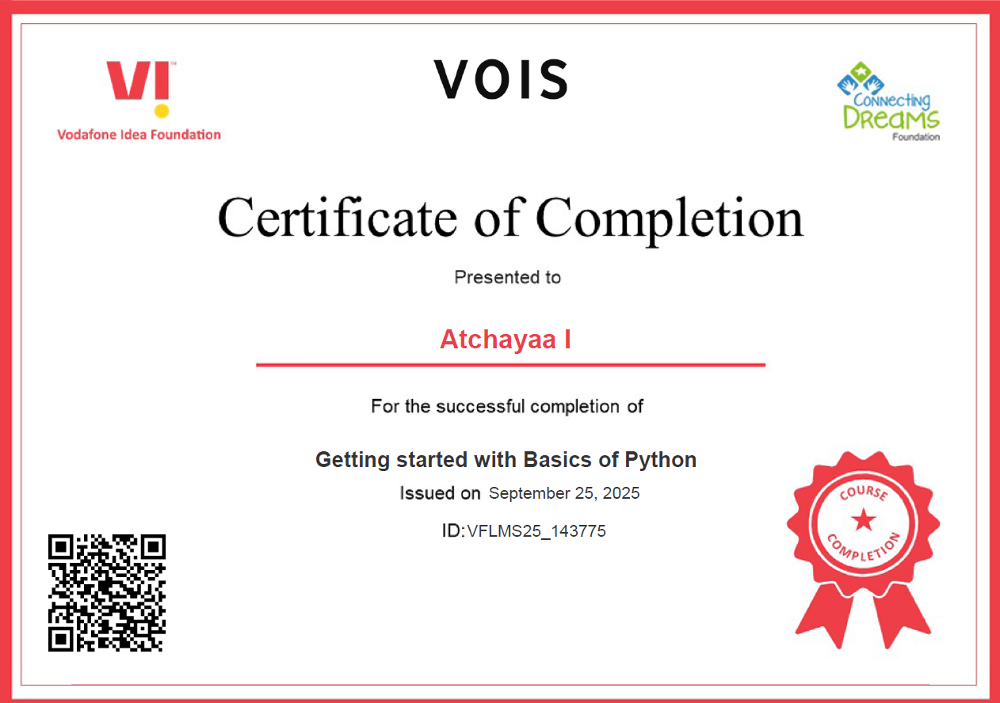 VI™
Vodafone Idea Foundation
VOIS
Connecting
Dreams
Foundation
Certificate of Completion
Presented to
Atchayaa I
For the successful completion of
Getting started with Basics of Python
Issued on September 25, 2025
ID:VFLMS25_143775
COURSE
COMPLETION